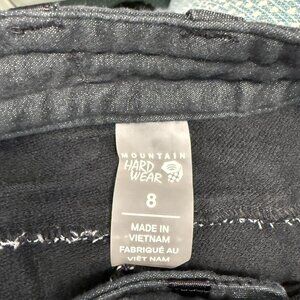 MOUNTAIN
HARD
WEAR
8
MADE IN
VIETNAM
FABRIQUÉ AU
VIÊT NAM